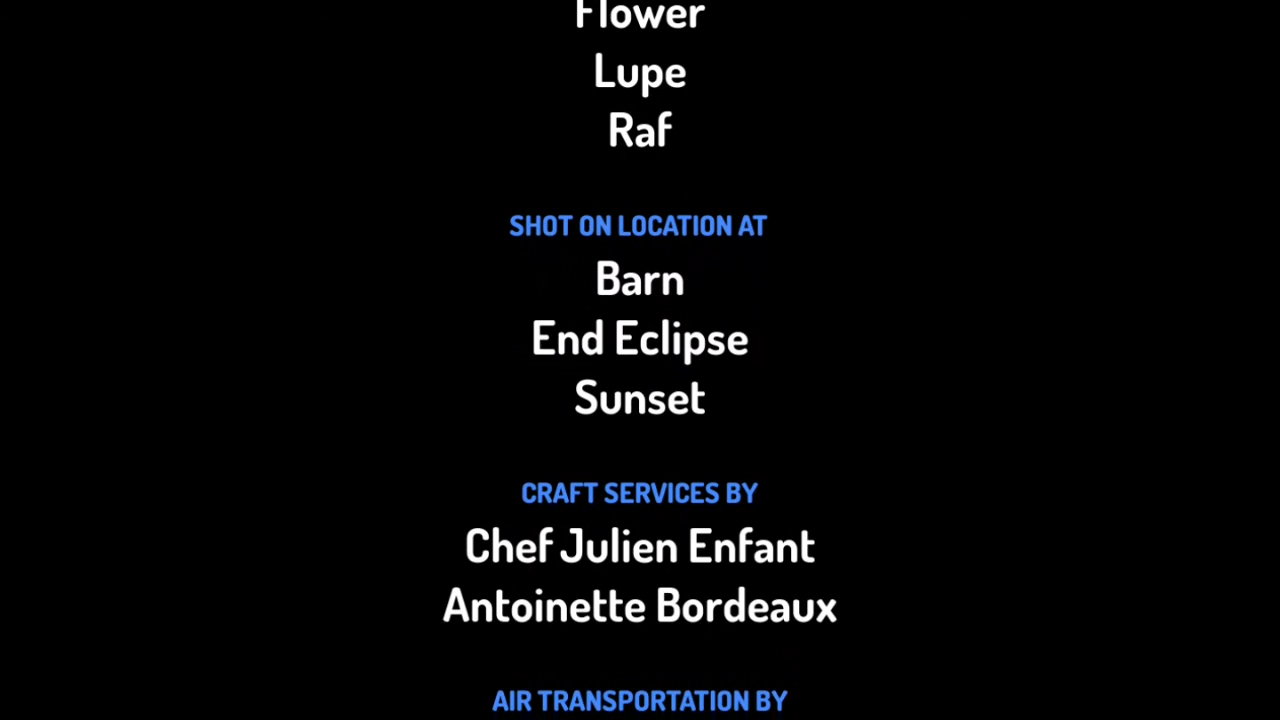 Flower
Lupe
Raf
SHOT ON LOCATION AT
Barn
End Eclipse
Sunset
CRAFT SERVICES BY
Chef Julien Enfant
Antoinette Bordeaux
AIR TRANSPORTATION BY